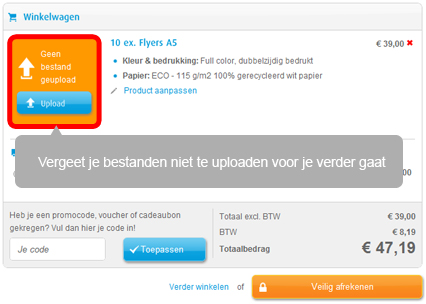 Winkelwagen
Geen
bestand
geupload
Upload
10 ex. Flyers A5
€ 39,00
Kleur & bedrukking: Full color, dubbelzijdig bedrukt
Papier: ECO - 115 g/m2 100% gerecycleerd wit papier
Product aanpassen
Vergeet je bestanden niet te uploaden voor je verder gaat
Heb je een promocode, voucher of cadeaubon
gekregen? Vul dan hier je code in!
Je code
Toepassen
Totaal excl. BTW € 39,00
BTW € 8,19
Totaalbedrag € 47,19
Verder winkelen of Veilig afrekenen